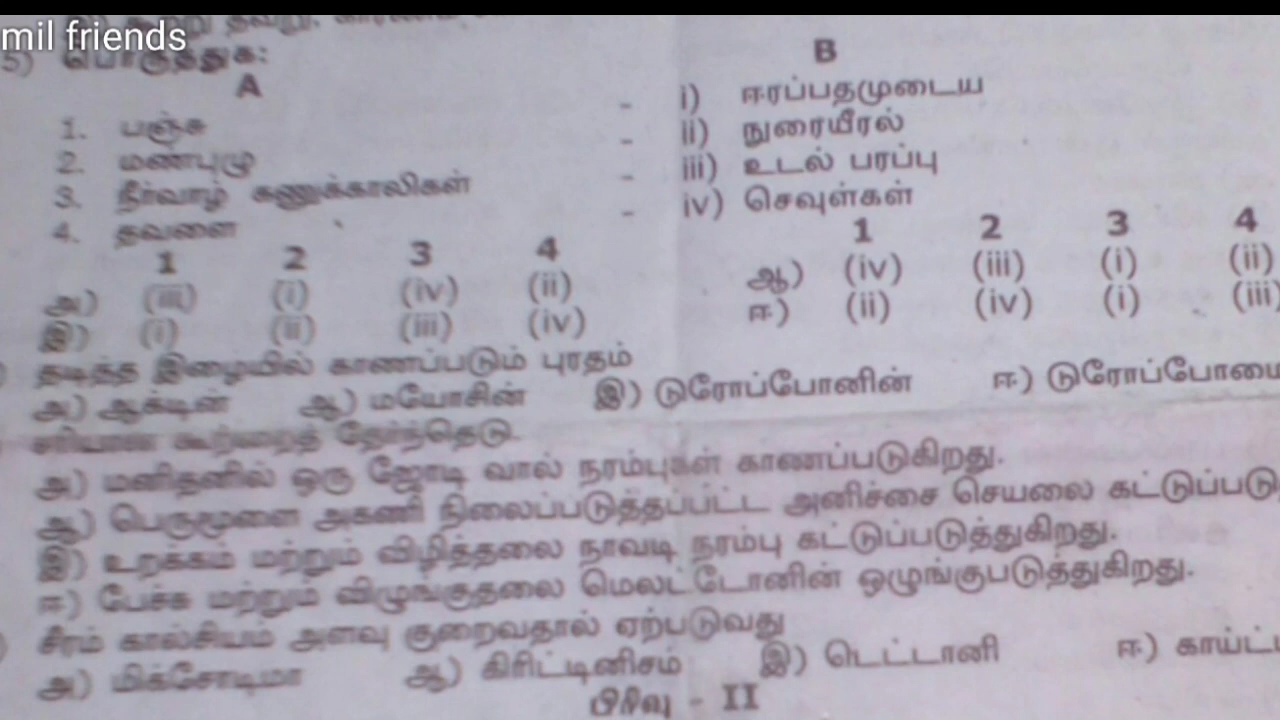 mil friends
5) பொருத்துக:
A B
1. பஞ்சு - i) ஈரப்பதமுடைய
2. மண்புழு - ii) நுரையீரல்
3. நீர்வாழ் கணுக்காலிகள் - iii) உடல் பரப்பு
4. தவளை - iv) செவுள்கள்
1 2 3 4 1 2 3 4
அ) (iii) (i) (iv) (ii) ஆ) (iv) (iii) (i) (ii)
இ) (i) (ii) (iii) (iv) ஈ) (ii) (iv) (i) (iii)
தடித்த இழையில் காணப்படும் புரதம்
அ) ஆக்டின் ஆ) மயோசின் இ) டுரோப்போனின் ஈ) டுரோப்போமை
சரியான கூற்றைத் தேர்ந்தெடு.
அ) மனிதனில் ஒரு ஜோடி வால் நரம்புகள் காணப்படுகிறது.
ஆ) பெருமூளை அகணி நிலைப்படுத்தப்பட்ட அனிச்சை செயலை கட்டுப்படு
இ) உறக்கம் மற்றும் விழித்தலை நாவடி நரம்பு கட்டுப்படுத்துகிறது.
ஈ) பேச்சு மற்றும் விழுங்குதலை மெலட்டோனின் ஒழுங்குபடுத்துகிறது.
சீரம் கால்சியம் அளவு குறைவதால் ஏற்படுவது
அ) மிக்சோடிமா ஆ) கிரிட்டினிசம் இ) டெட்டானி ஈ) காய்ட்
பிரிவு - II